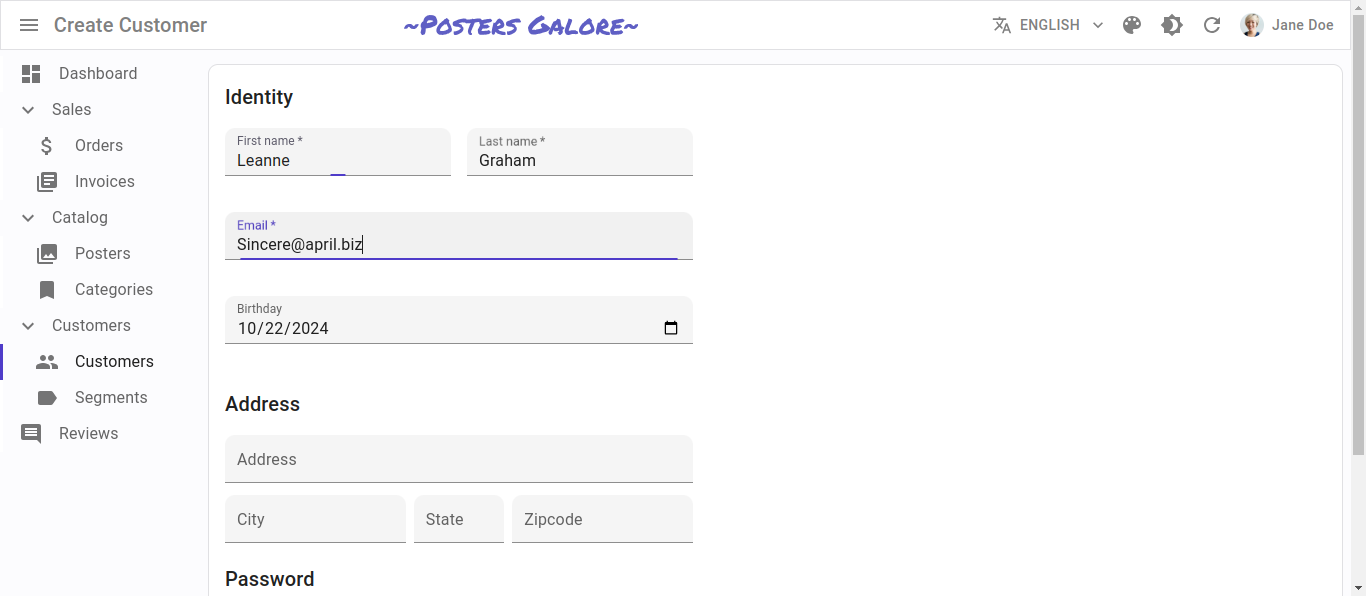 Create Customer
~Posters Galore~
ENGLISH
Jane Doe
Dashboard
Sales
Orders
Invoices
Catalog
Posters
Categories
Customers
Customers
Segments
Reviews
Identity
First name *
Leanne
Last name *
Graham
Email *
Sincere@april.biz
Birthday
10/22/2024
Address
Address
City
State
Zipcode
Password